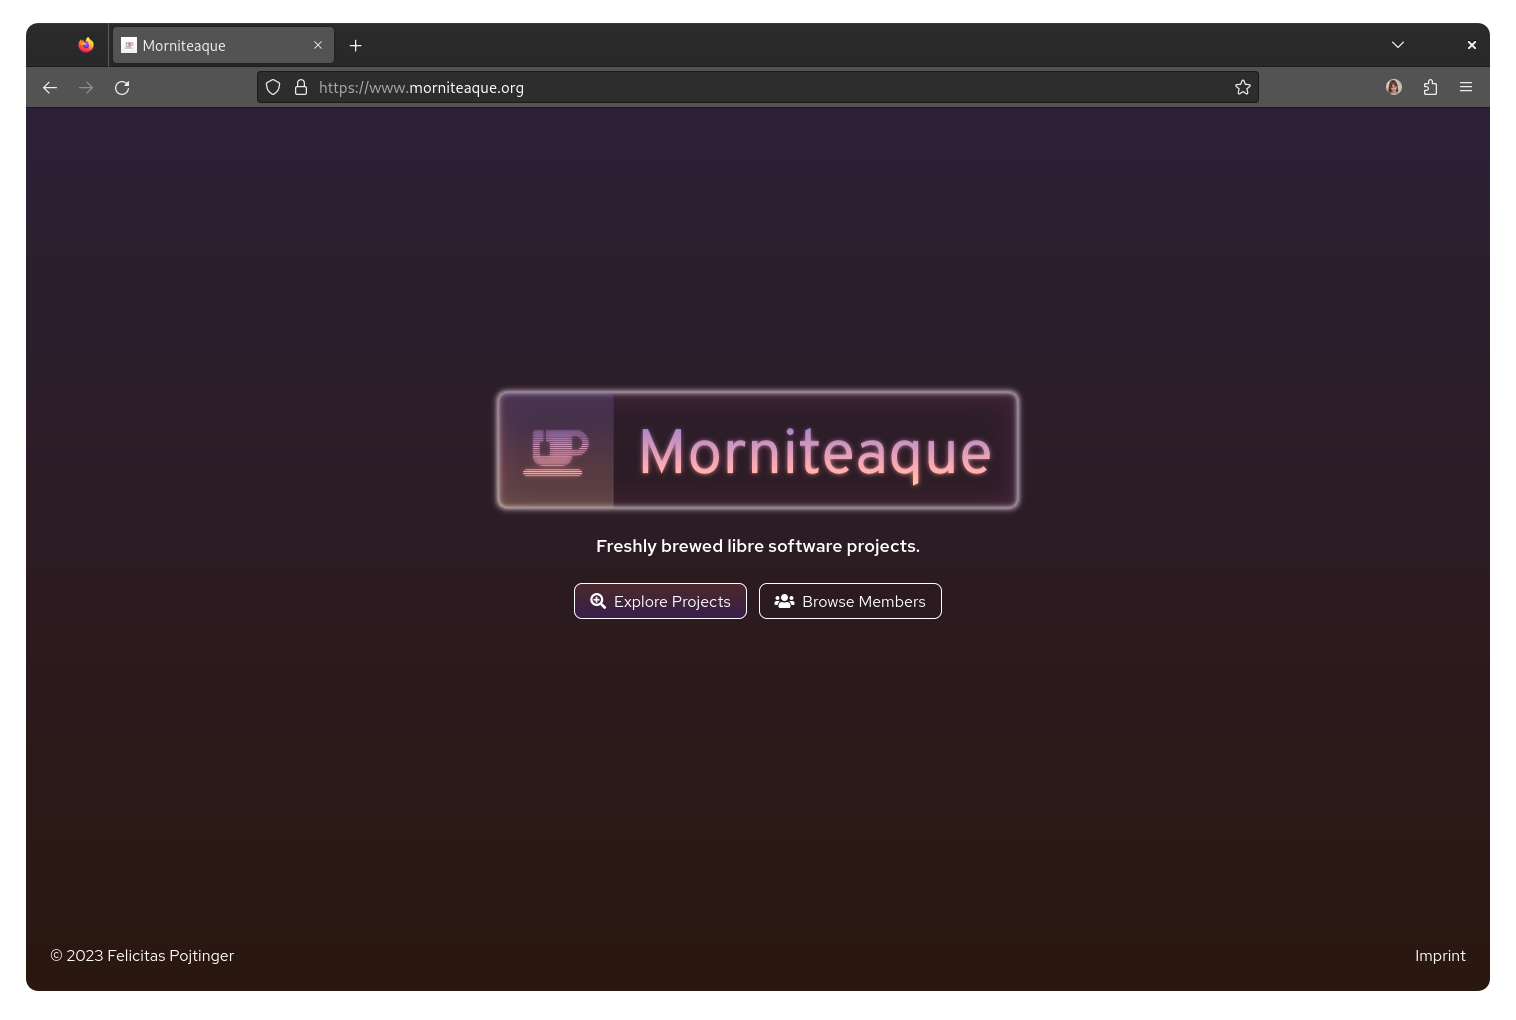 Morniteaque
https://www.morniteaque.org
Morniteaque
Freshly brewed libre software projects.
Explore Projects
Browse Members
© 2023 Felicitas Pojtinger
Imprint